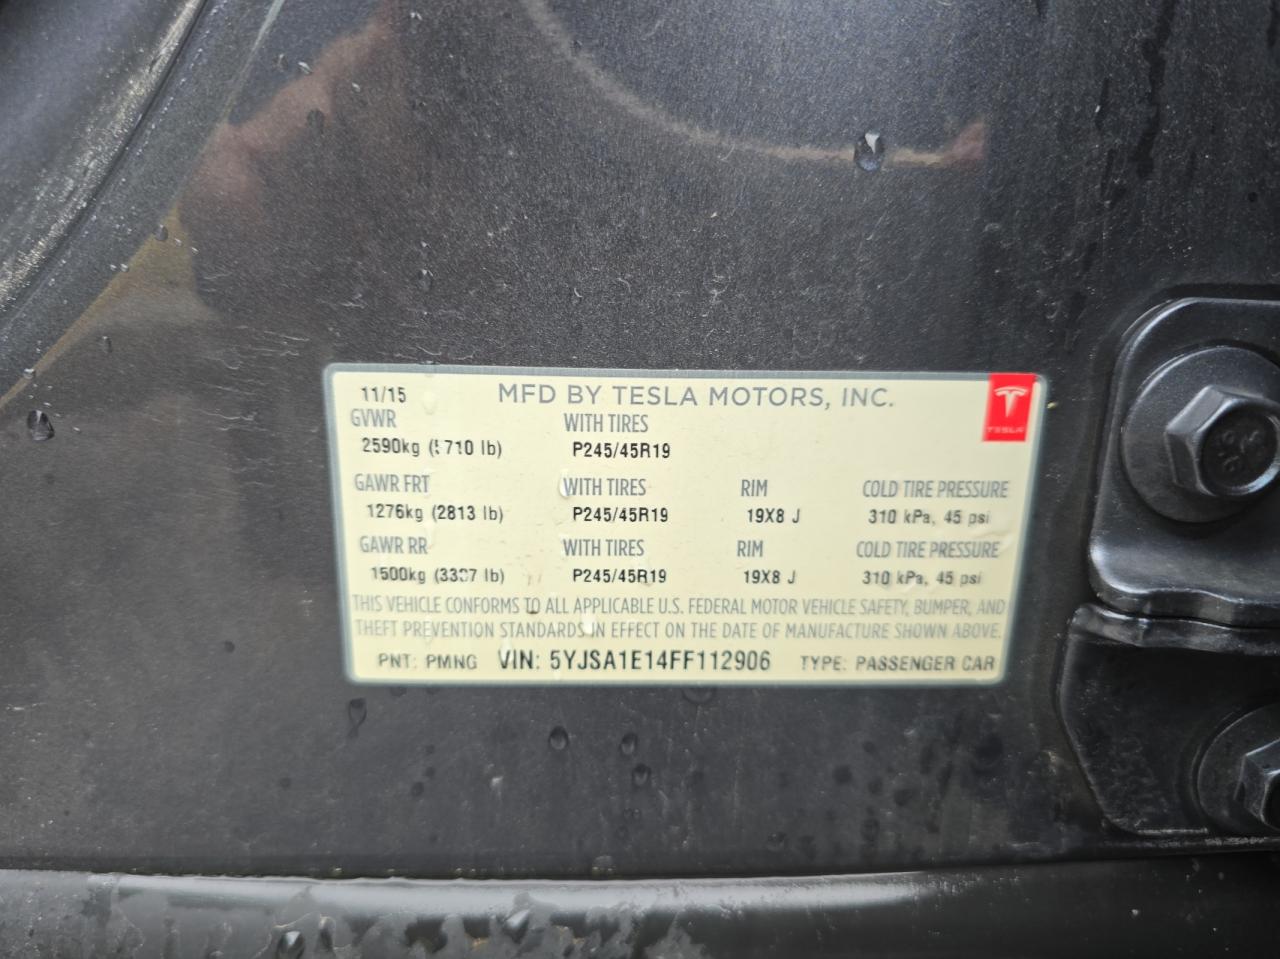 11/15 MFD BY TESLA MOTORS, INC.
GVWR WITH TIRES
2590kg (5710 lb) P245/45R19
TESLA
GAWR FRT WITH TIRES RIM COLD TIRE PRESSURE
1276kg (2813 lb) P245/45R19 19X8 J 310 kPa, 45 psi
GAWR RR WITH TIRES RIM COLD TIRE PRESSURE
1500kg (3307 lb) P245/45R19 19X8 J 310 kPa, 45 psi
THIS VEHICLE CONFORMS TO ALL APPLICABLE U.S. FEDERAL MOTOR VEHICLE SAFETY, BUMPER, AND
THEFT PREVENTION STANDARDS IN EFFECT ON THE DATE OF MANUFACTURE SHOWN ABOVE.
PNT: PMNG VIN: 5YJSA1E14FF112906 TYPE: PASSENGER CAR